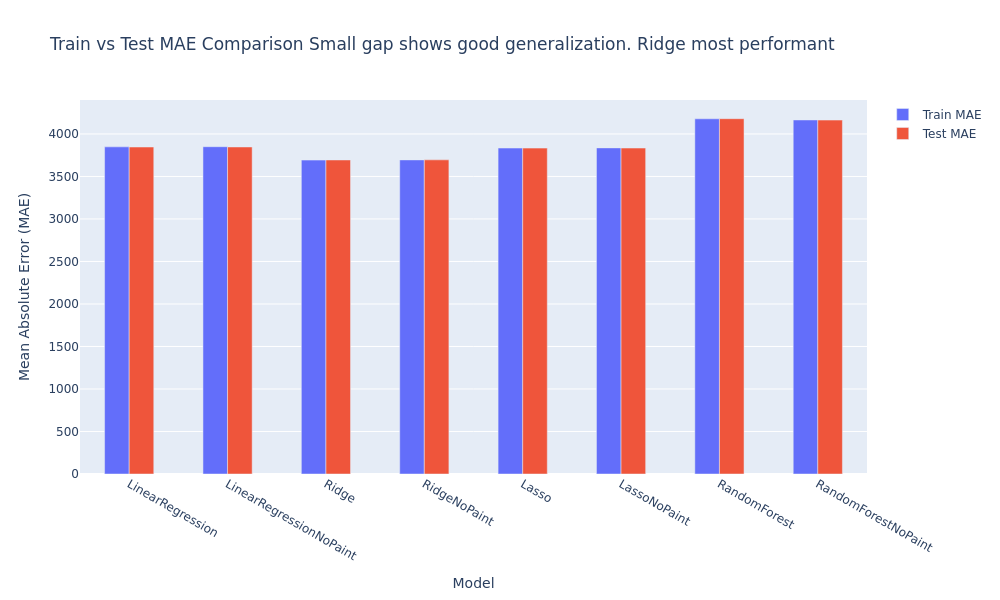 Train vs Test MAE Comparison Small gap shows good generalization. Ridge most performant
Train MAE
Test MAE
Mean Absolute Error (MAE)
4000
3500
3000
2500
2000
1500
1000
500
0
LinearRegression
LinearRegressionNoPaint
Ridge
RidgeNoPaint
Lasso
LassoNoPaint
RandomForest
RandomForestNoPaint
Model